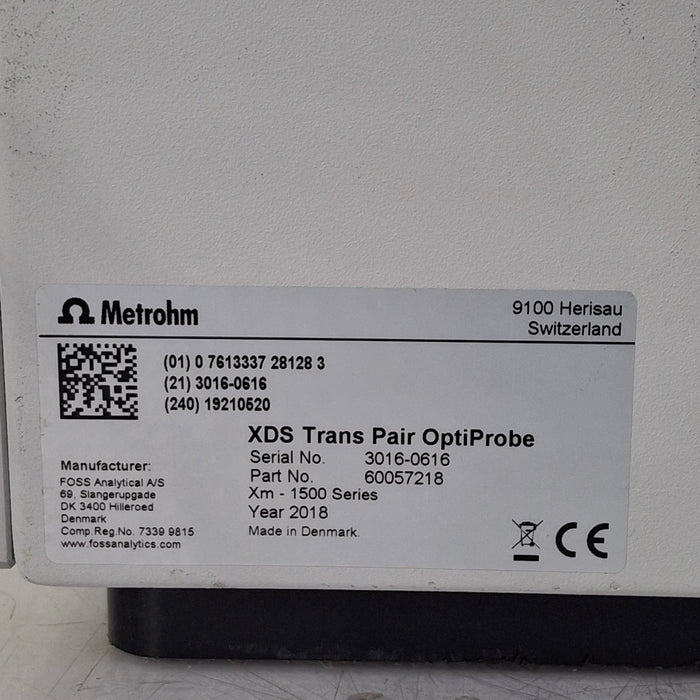 Metrohm
9100 Herisau
Switzerland
(01) 0 7613337 28128 3
(21) 3016-0616
(240) 19210520
XDS Trans Pair OptiProbe
Serial No. 3016-0616
Part No. 60057218
Xm - 1500 Series
Year 2018
Made in Denmark.
Manufacturer:
FOSS Analytical A/S
69, Slangerupgade
DK 3400 Hilleroed
Denmark
Comp.Reg.No. 7339 9815
www.fossanalytics.com
CE